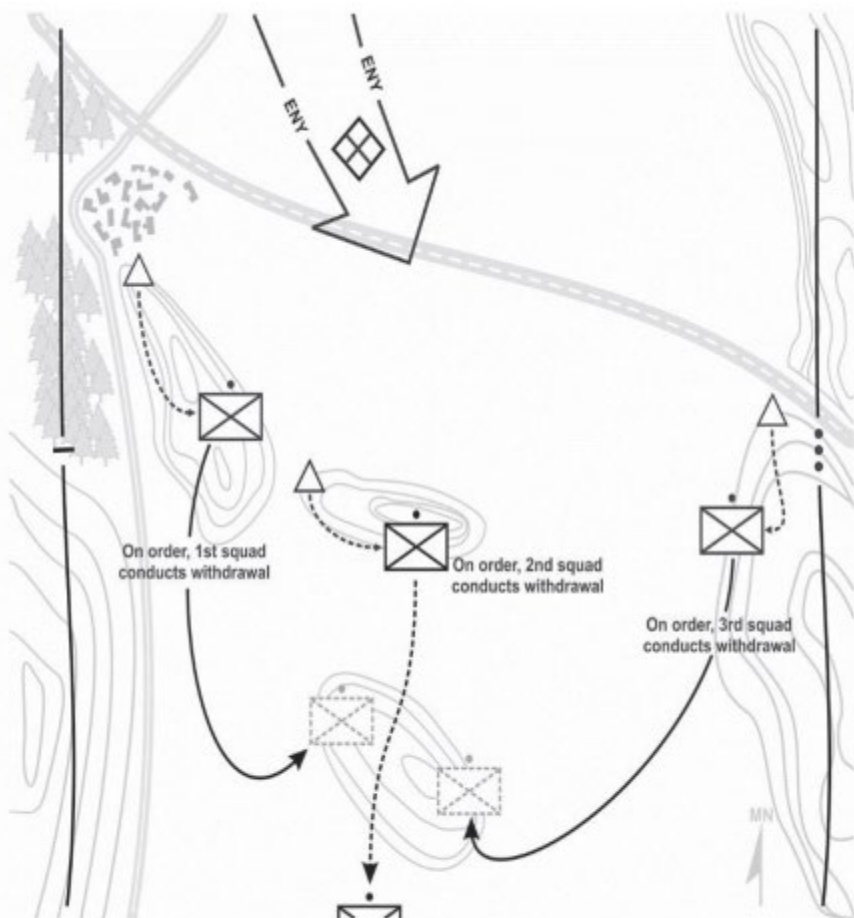 ENY
ENY
On order, 1st squad
conducts withdrawal
On order, 2nd squad
conducts withdrawal
On order, 3rd squad
conducts withdrawal
MN